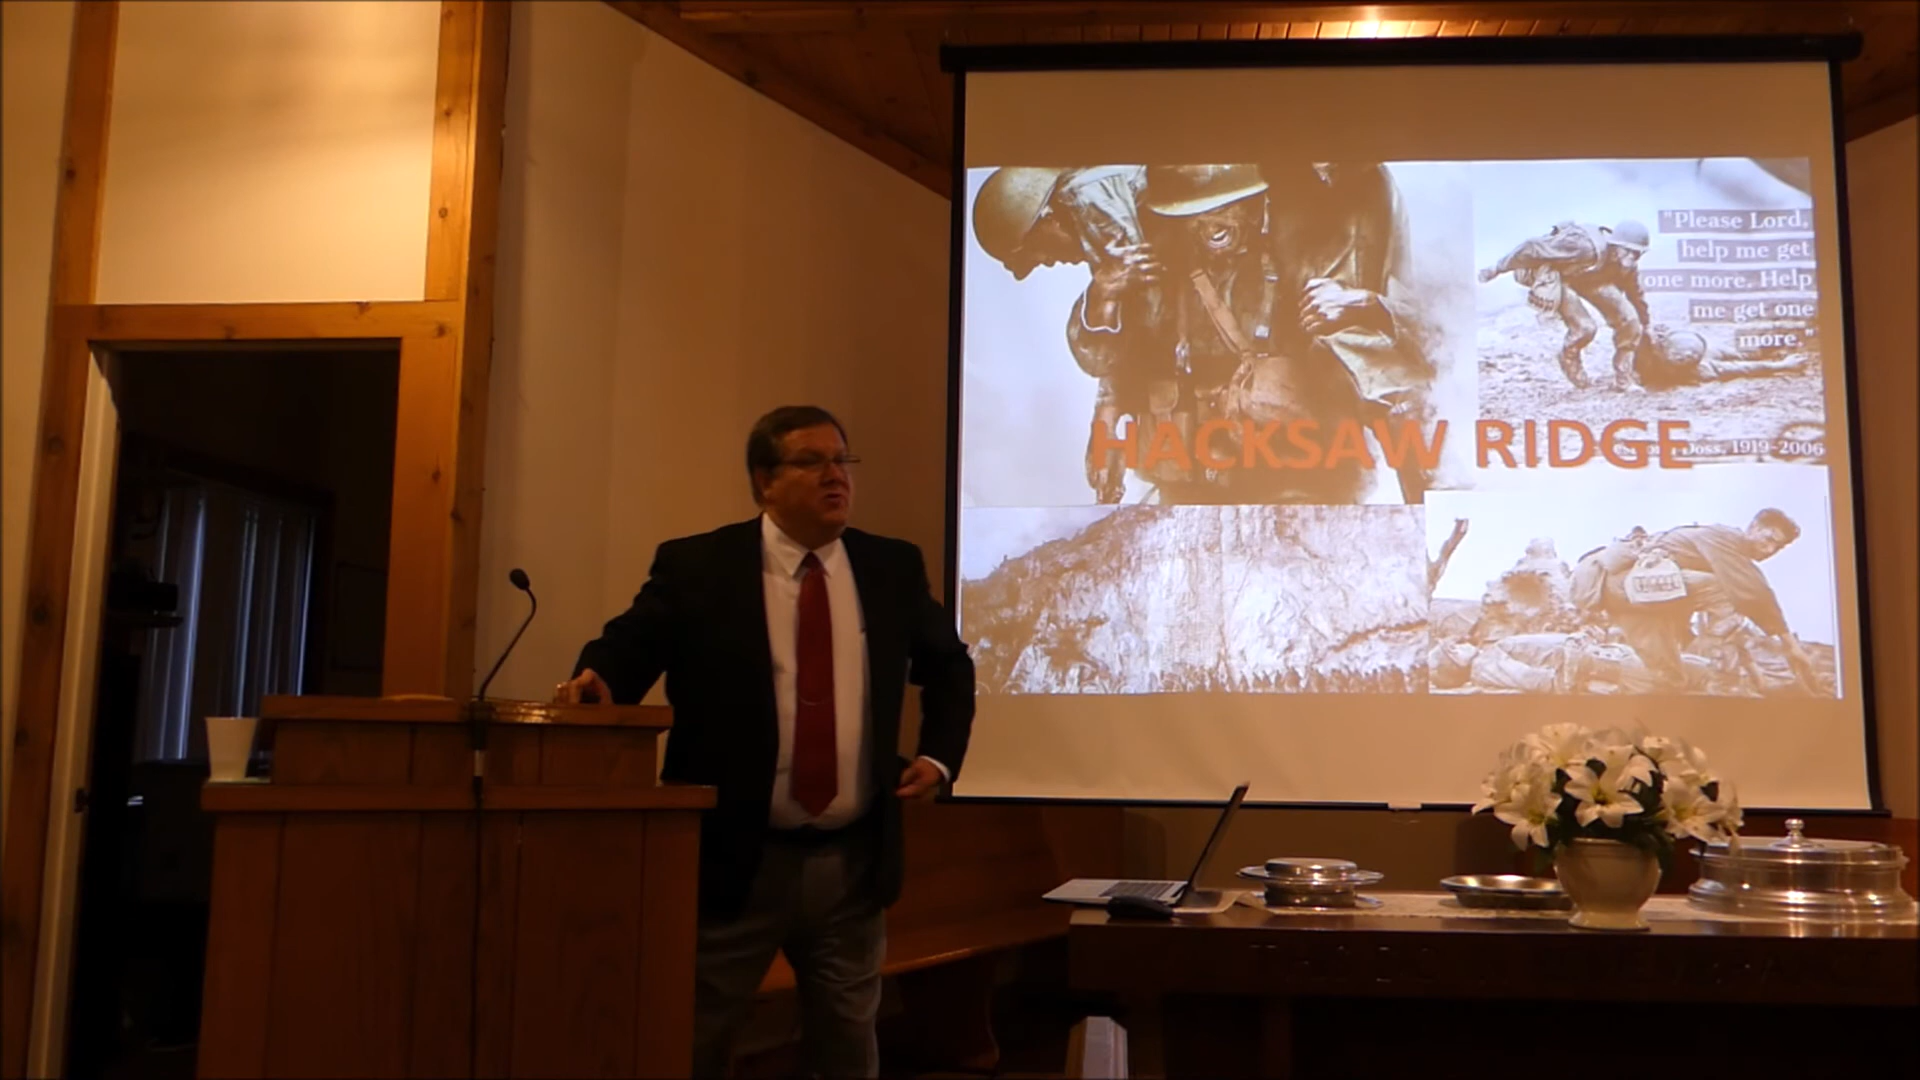 "Please Lord,
help me get
one more. Help
me get one
more."
HACKSAW RIDGE
Doss, 1919-2006